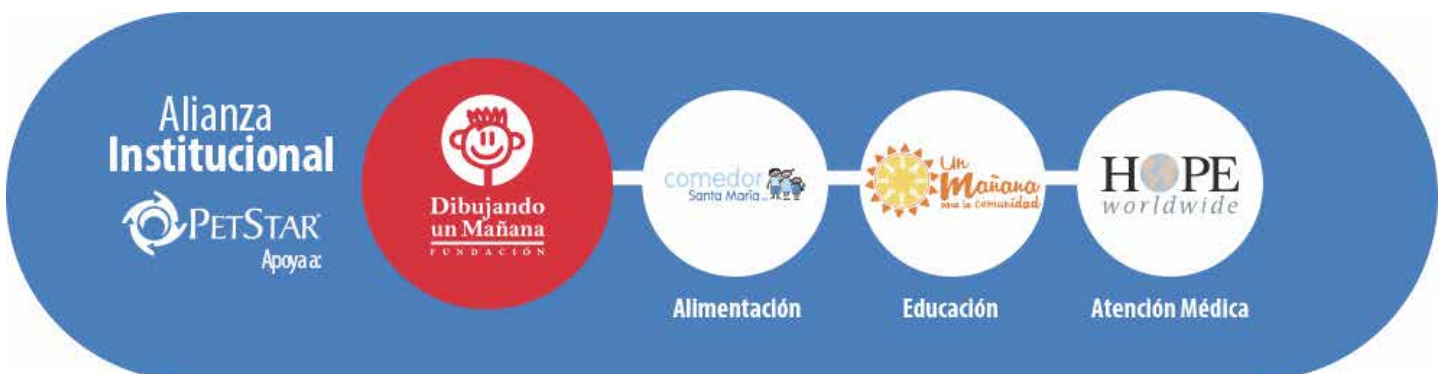 Alianza
Institucional
PETSTAR
Apoya a:
Dibujando
un Mañana
FUNDACIÓN
comedor
Santa María
Alimentación
Un
Mañana
para la comunidad
Educación
HOPE
worldwide
Atención Médica